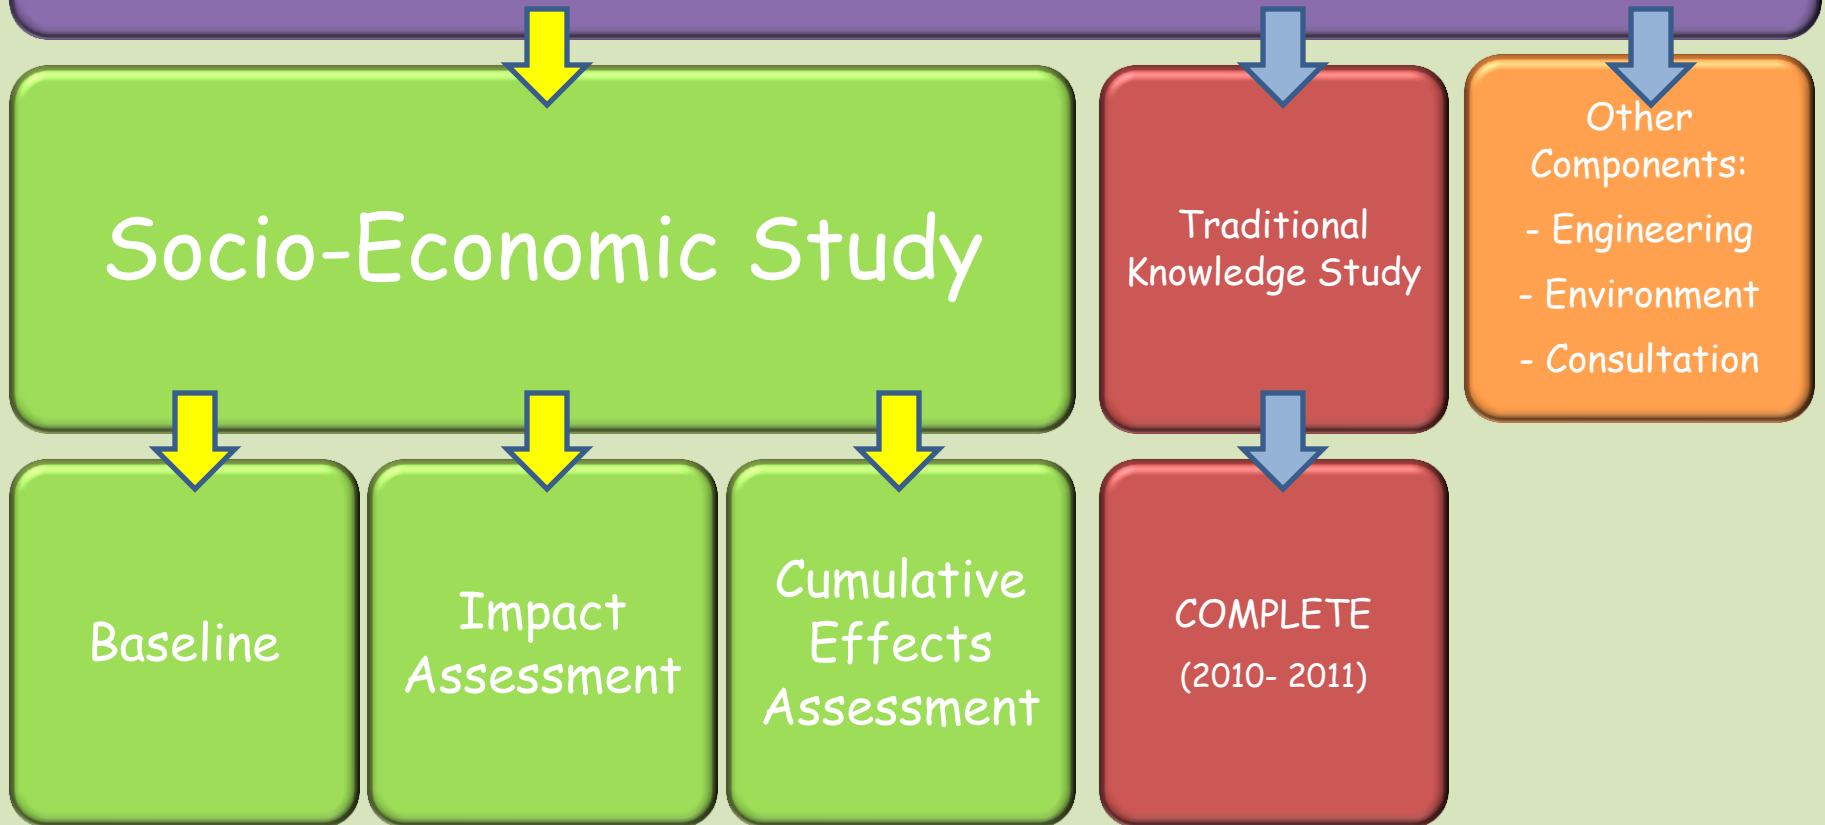 Socio-Economic Study
Traditional
Knowledge Study
Other
Components:
- Engineering
- Environment
- Consultation
Baseline
Impact
Assessment
Cumulative
Effects
Assessment
COMPLETE
(2010- 2011)